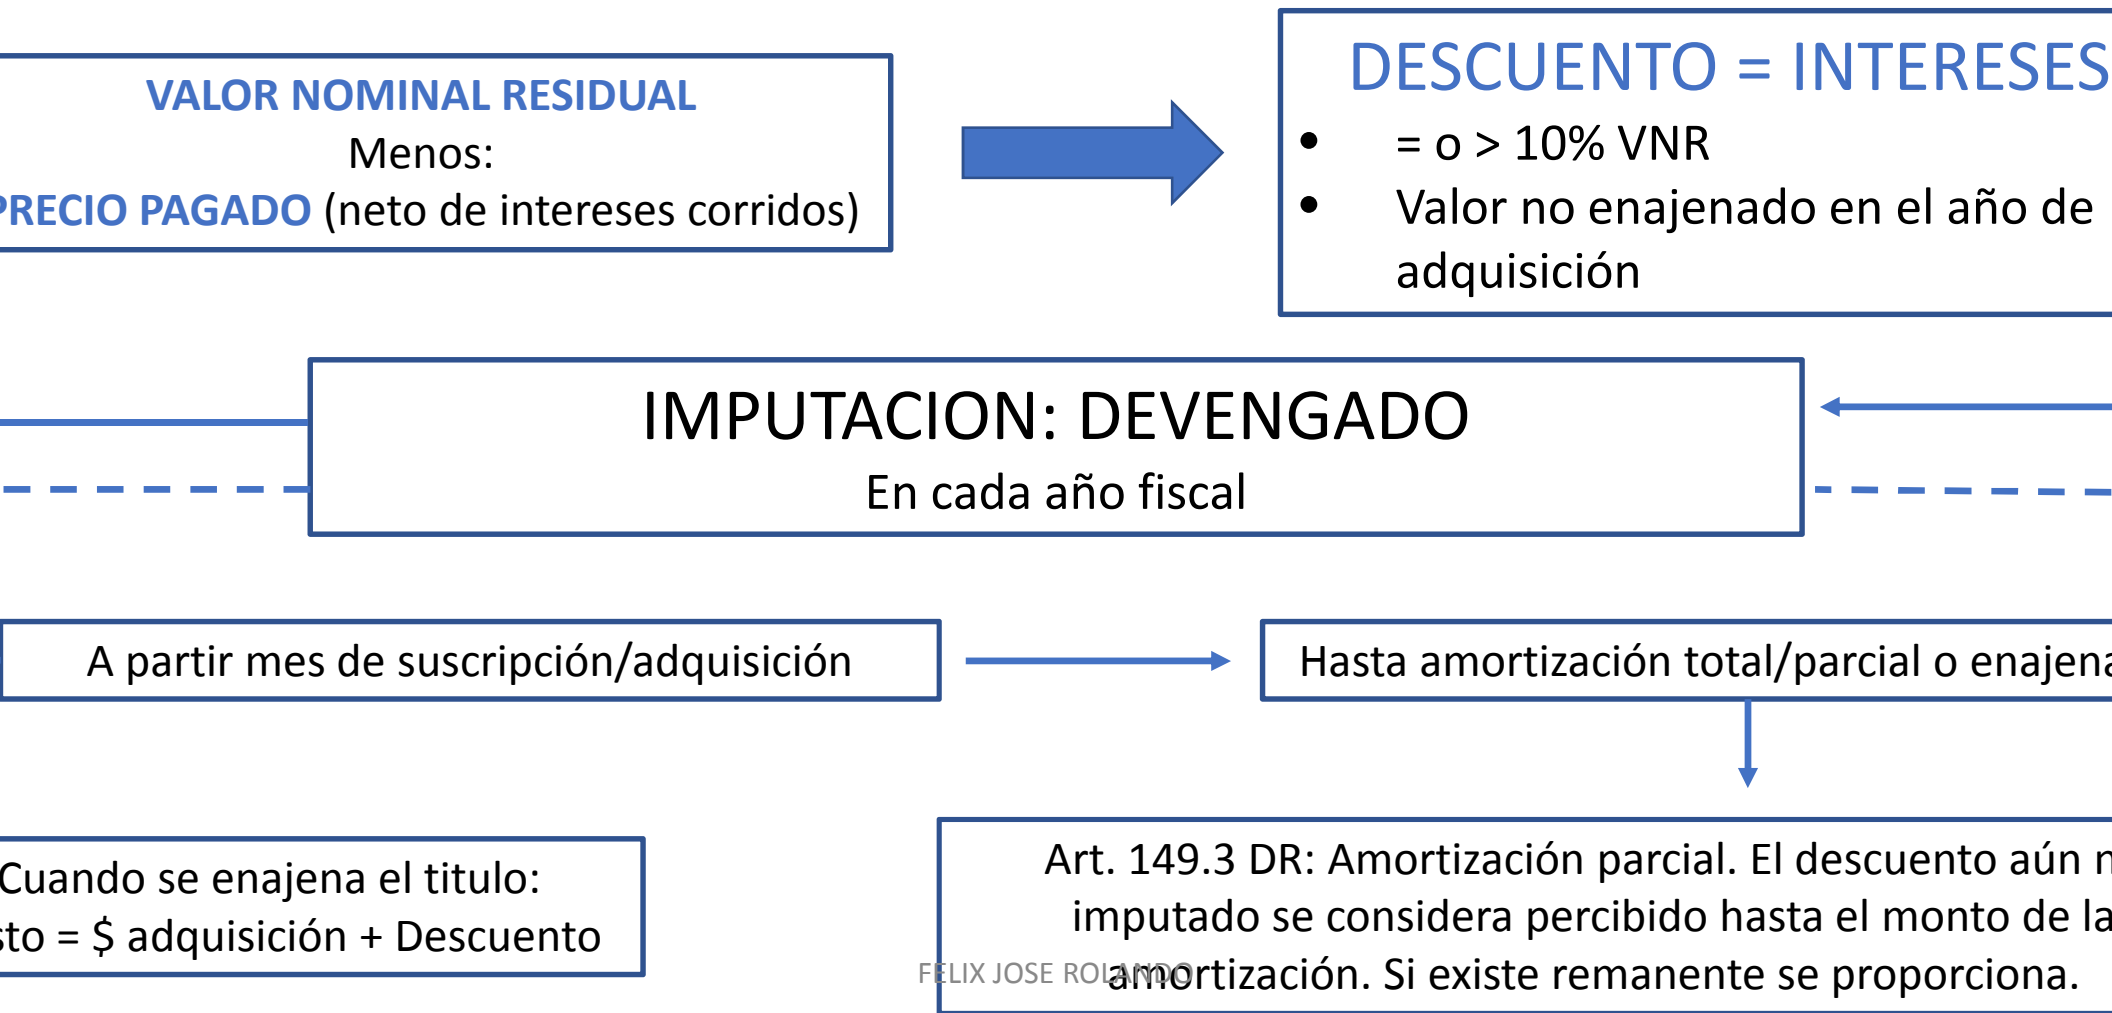 VALOR NOMINAL RESIDUAL
Menos:
PRECIO PAGADO (neto de intereses corridos)
DESCUENTO = INTERESES
• = o > 10% VNR
• Valor no enajenado en el año de
adquisición
IMPUTACION: DEVENGADO
En cada año fiscal
A partir mes de suscripción/adquisición
Hasta amortización total/parcial o enajena
Cuando se enajena el titulo:
sto = $ adquisición + Descuento
Art. 149.3 DR: Amortización parcial. El descuento aún n
imputado se considera percibido hasta el monto de la
amortización. Si existe remanente se proporciona.
FELIX JOSE ROLANDO